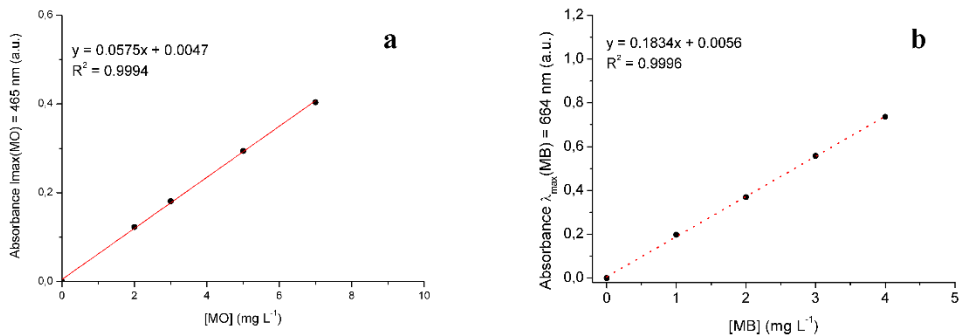 a
y = 0.0575x + 0.0047
R² = 0.9994
Absorbance lmax(MO) = 465 nm (a.u.)
0,6
0,4
0,2
0,0
0 2 4 6 8 10
[MO] (mg L⁻¹)
b
y = 0.1834x + 0.0056
R² = 0.9996
Absorbance λmax(MB) = 664 nm (a.u.)
1,2
1,0
0,8
0,6
0,4
0,2
0,0
0 1 2 3 4 5
[MB] (mg L⁻¹)